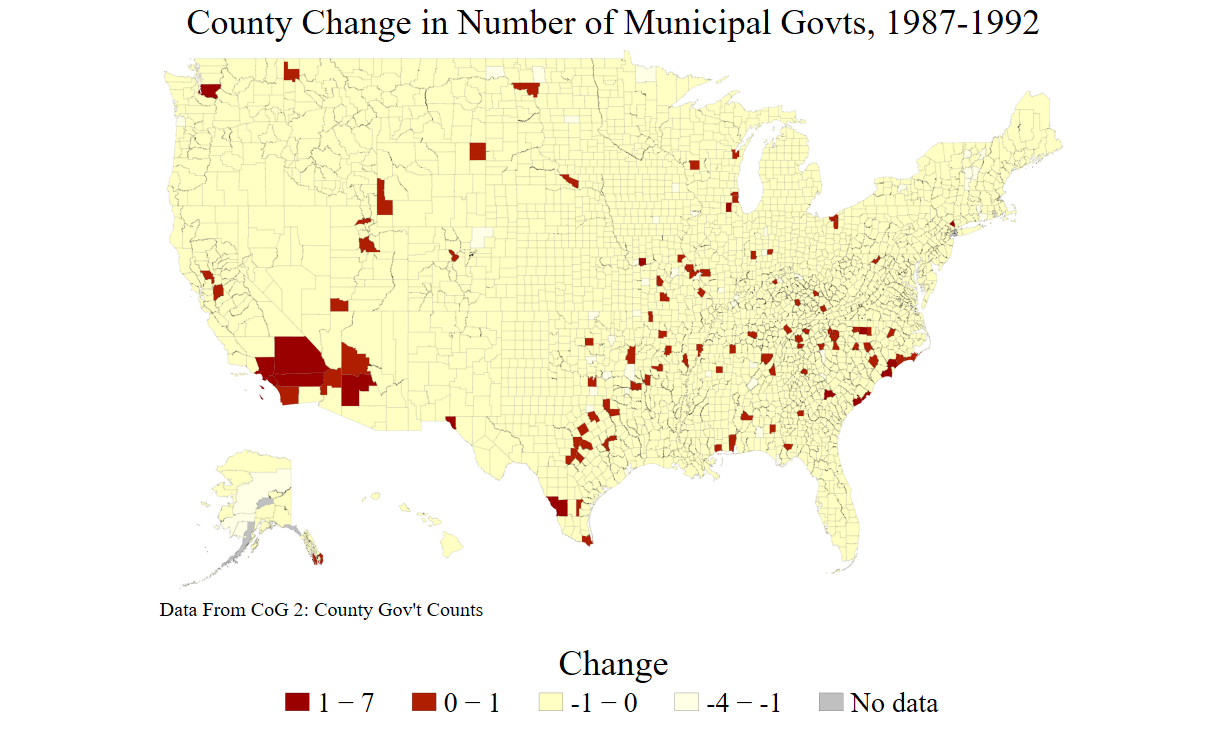 County Change in Number of Municipal Govts, 1987-1992
Data From CoG 2: County Gov't Counts
Change
1 − 7 0 − 1 -1 − 0 -4 − -1 No data